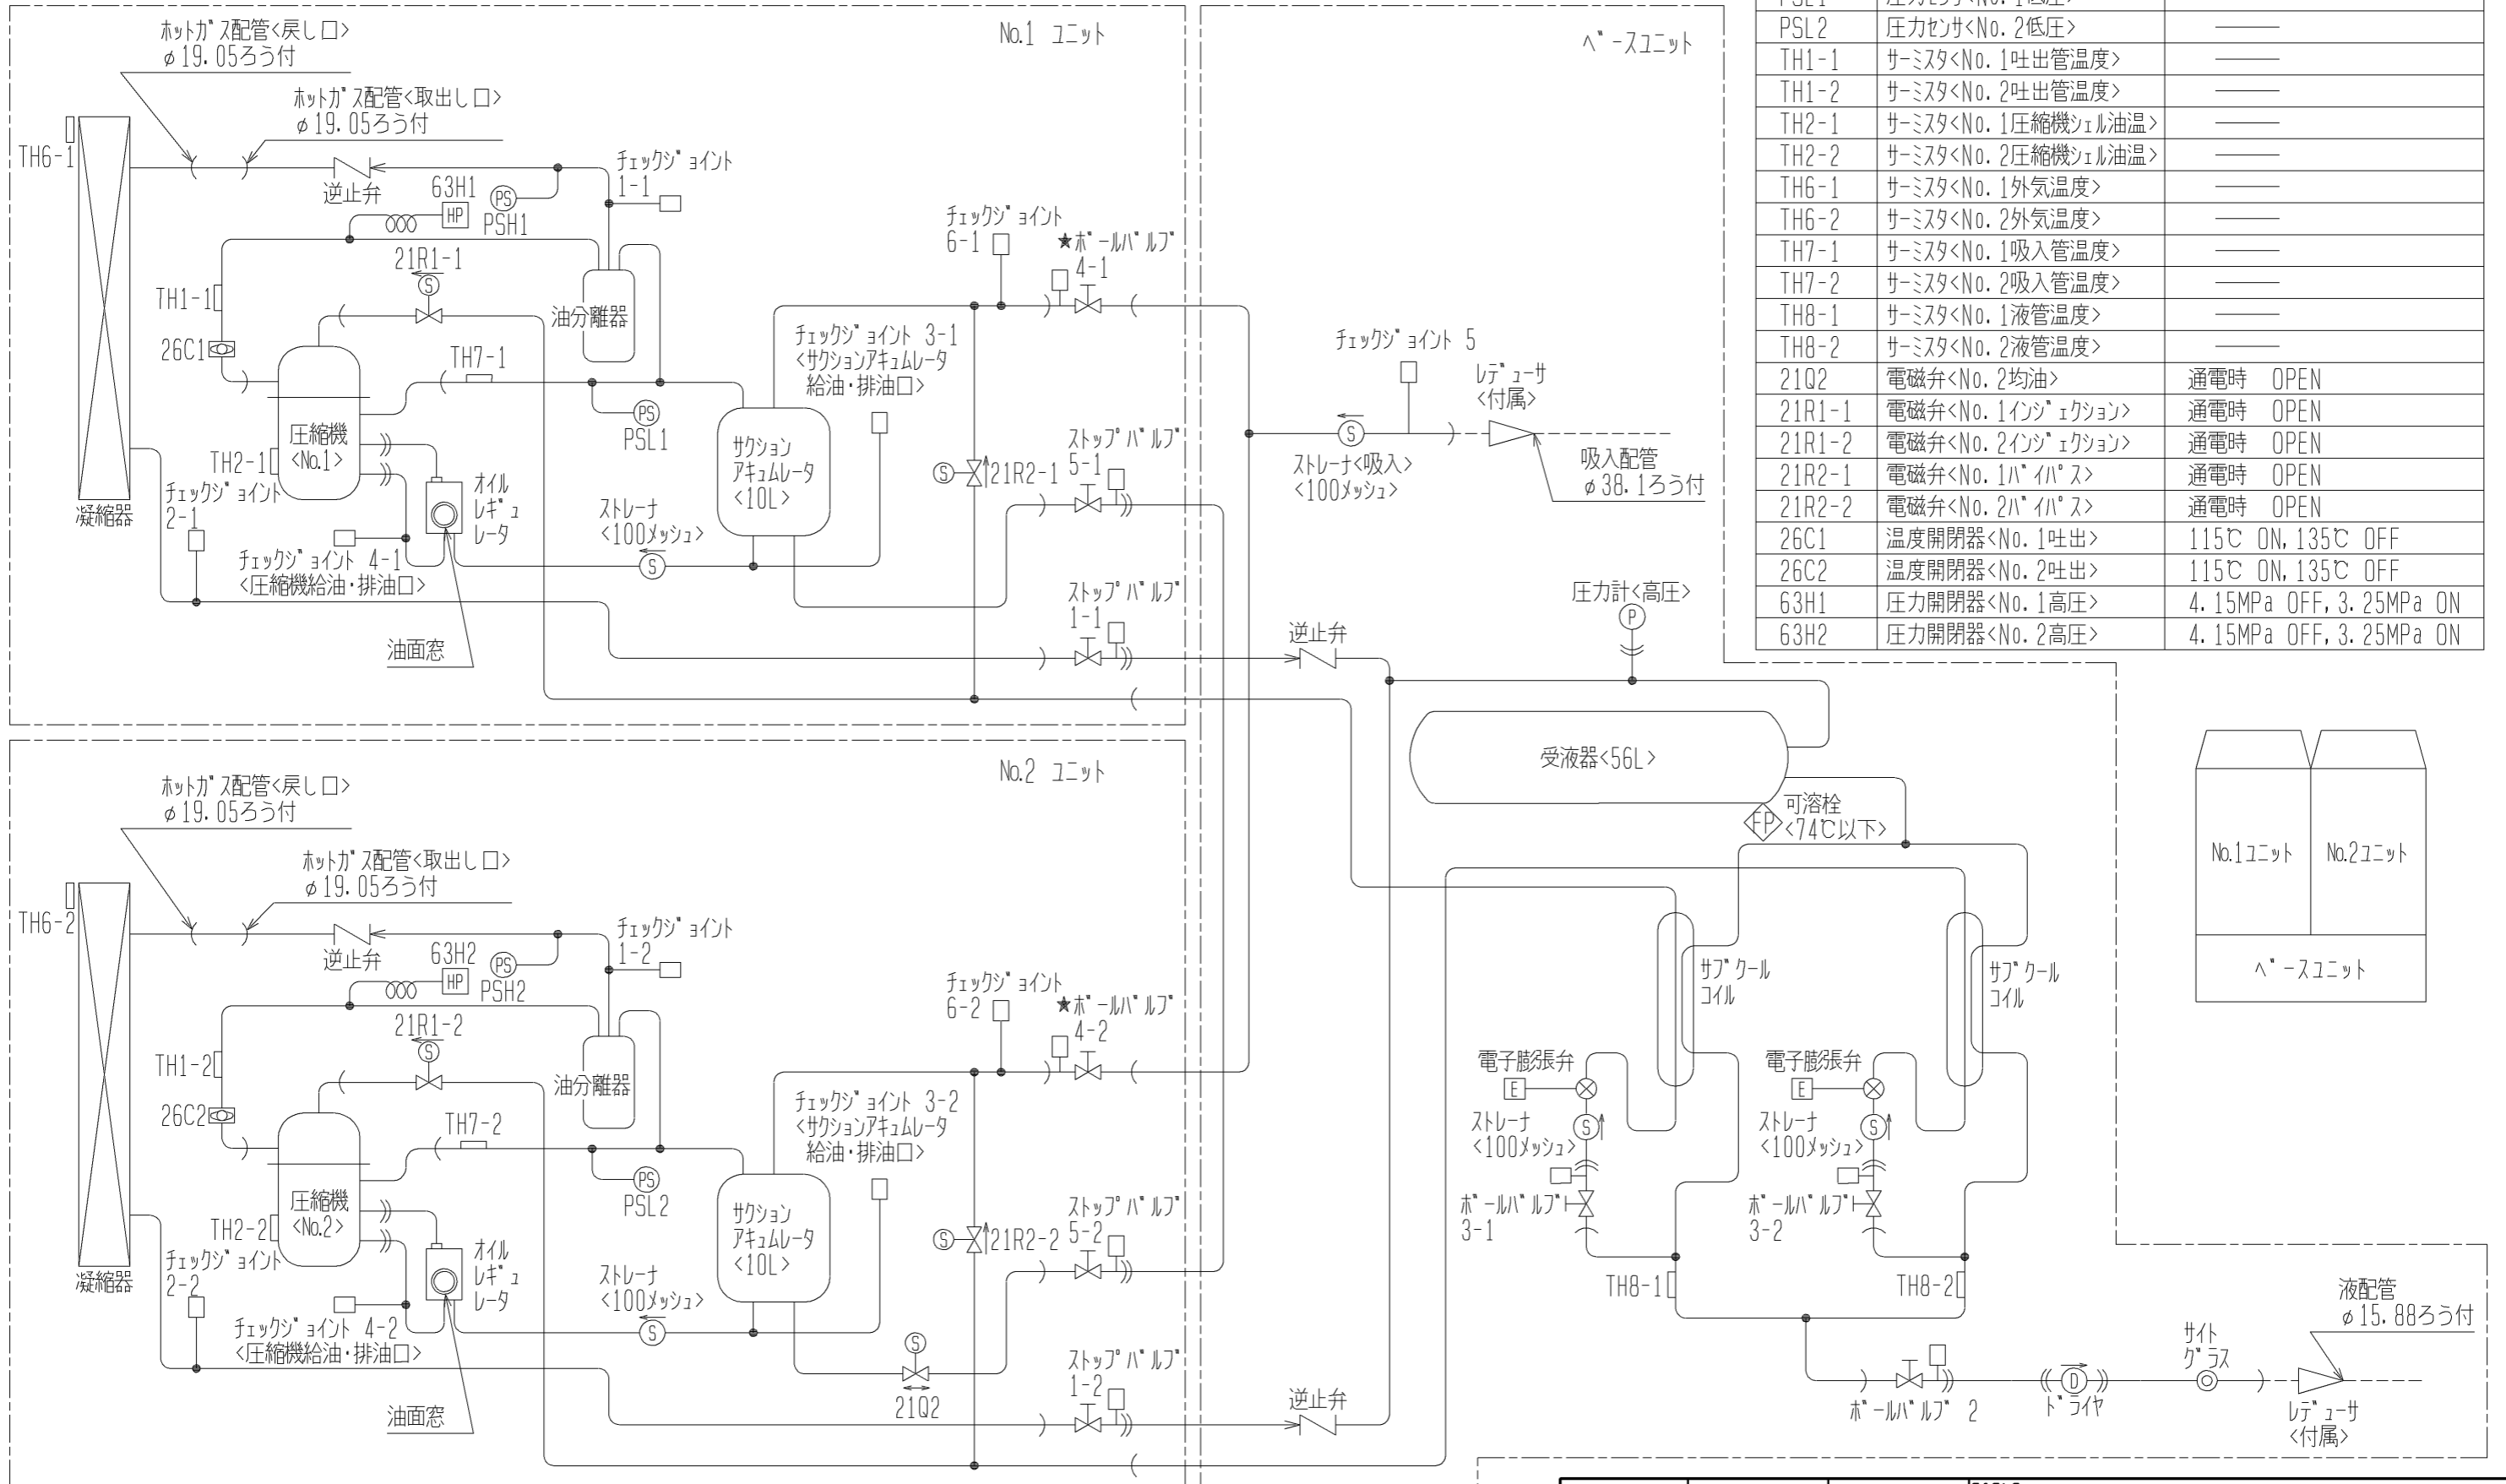 No.1 ユニット
ホットガス配管<戻し口>
φ19.05ろう付
ホットガス配管<取出し口>
φ19.05ろう付
TH6-1
逆止弁
63H1
HP
PS
PSH1
チェックジョイント
1-1
21R1-1
S
TH1-1
26C1
油分離器
チェックジョイント
6-1
★ボールバルブ
4-1
チェックジョイント 3-1
<サクションアキュムレータ
給油・排油口>
TH7-1
PS
PSL1
圧縮機
<No.1>
TH2-1
サクション
アキュムレータ
<10L>
S
21R2-1
ストップバルブ
5-1
凝縮器
チェックジョイント
2-1
オイル
レギュ
レータ
ストレーナ
<100メッシュ>
S
チェックジョイント 4-1
<圧縮機給油・排油口>
油面窓
ストップバルブ
1-1
No.2 ユニット
ホットガス配管<戻し口>
φ19.05ろう付
ホットガス配管<取出し口>
φ19.05ろう付
TH6-2
逆止弁
63H2
HP
PS
PSH2
チェックジョイント
1-2
21R1-2
S
TH1-2
26C2
油分離器
チェックジョイント
6-2
★ボールバルブ
4-2
チェックジョイント 3-2
<サクションアキュムレータ
給油・排油口>
TH7-2
PS
PSL2
圧縮機
<No.2>
TH2-2
サクション
アキュムレータ
<10L>
S
21R2-2
ストップバルブ
5-2
凝縮器
チェックジョイント
2-2
オイル
レギュ
レータ
ストレーナ
<100メッシュ>
S
チェックジョイント 4-2
<圧縮機給油・排油口>
油面窓
S
21Q2
ストップバルブ
1-2
ベースユニット
チェックジョイント 5
レデューサ
<付属>
S
ストレーナ<吸入>
<100メッシュ>
吸入配管
φ38.1ろう付
圧力計<高圧>
P
逆止弁
受液器<56L>
FP
可溶栓
<74℃以下>
サブクール
コイル
サブクール
コイル
電子膨張弁
E
ストレーナ
<100メッシュ>
S
ボールバルブ
3-1
電子膨張弁
E
ストレーナ
<100メッシュ>
S
ボールバルブ
3-2
TH8-1
TH8-2
逆止弁
ボールバルブ 2
D
ドライヤ
サイト
グラス
液配管
φ15.88ろう付
レデューサ
<付属>
PSL1 圧力センサ<No.1低圧>
PSL2 圧力センサ<No.2低圧> ——
TH1-1 サーミスタ<No.1吐出管温度> ——
TH1-2 サーミスタ<No.2吐出管温度> ——
TH2-1 サーミスタ<No.1圧縮機シェル油温> ——
TH2-2 サーミスタ<No.2圧縮機シェル油温> ——
TH6-1 サーミスタ<No.1外気温度> ——
TH6-2 サーミスタ<No.2外気温度> ——
TH7-1 サーミスタ<No.1吸入管温度> ——
TH7-2 サーミスタ<No.2吸入管温度> ——
TH8-1 サーミスタ<No.1液管温度> ——
TH8-2 サーミスタ<No.2液管温度> ——
21Q2 電磁弁<No.2均油> 通電時 OPEN
21R1-1 電磁弁<No.1インジェクション> 通電時 OPEN
21R1-2 電磁弁<No.2インジェクション> 通電時 OPEN
21R2-1 電磁弁<No.1バイパス> 通電時 OPEN
21R2-2 電磁弁<No.2バイパス> 通電時 OPEN
26C1 温度開閉器<No.1吐出> 115℃ ON,135℃ OFF
26C2 温度開閉器<No.2吐出> 115℃ ON,135℃ OFF
63H1 圧力開閉器<No.1高圧> 4.15MPa OFF,3.25MPa ON
63H2 圧力開閉器<No.2高圧> 4.15MPa OFF,3.25MPa ON
No.1ユニット
No.2ユニット
ベースユニット